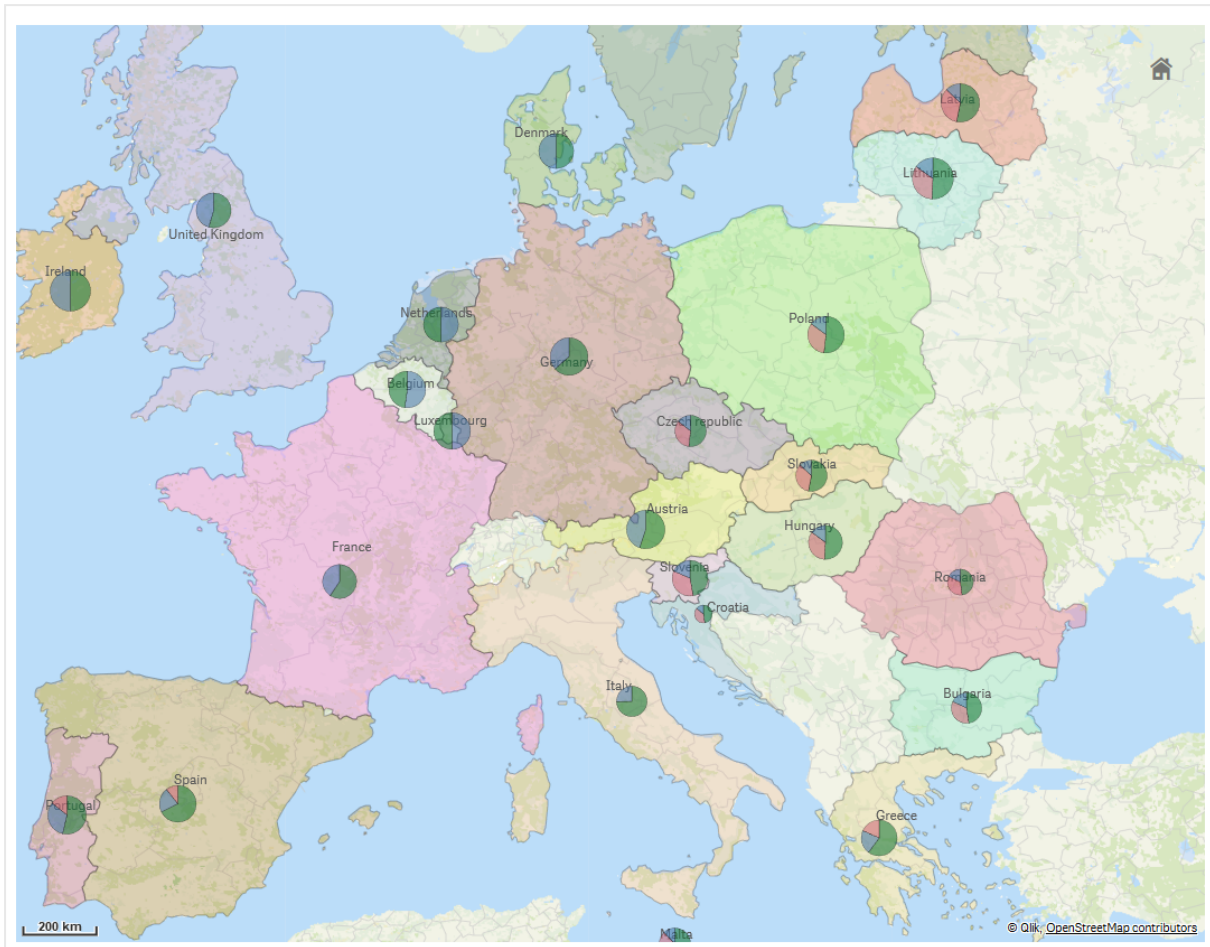 Latvia
Denmark
Lithuania
United Kingdom
Ireland
Netherlands
Poland
Germany
Belgium
Luxembourg
Czech republic
Slovakia
Austria
Hungary
France
Slovenia
Romania
Croatia
Italy
Bulgaria
Spain
Portugal
Greece
200 km
© Qlik, OpenStreetMap contributors
Malta